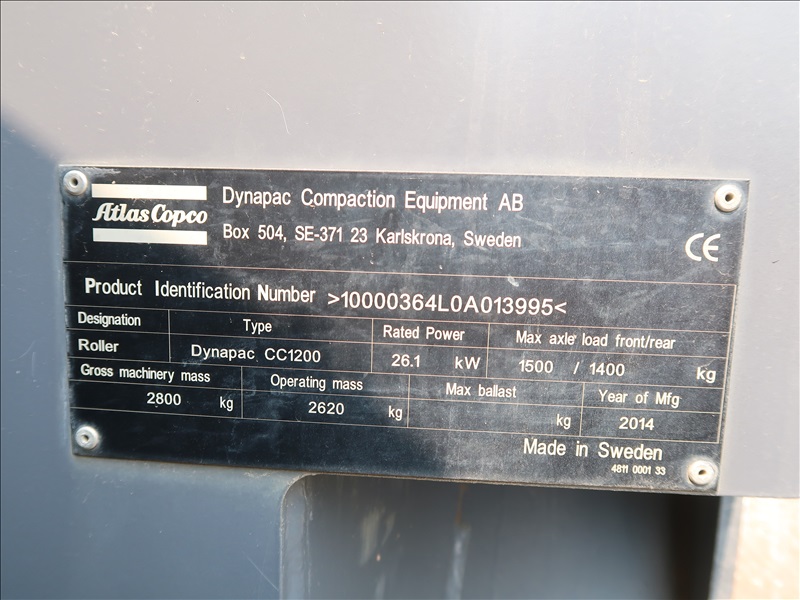 Atlas Copco
Dynapac Compaction Equipment AB
Box 504, SE-371 23 Karlskrona, Sweden
CE
Product Identification Number >10000364L0A013995<
Designation Type Rated Power Max axle load front/rear
Roller Dynapac CC1200 26.1 kW 1500 / 1400 kg
Gross machinery mass Operating mass Max ballast Year of Mfg
2800 kg 2620 kg kg 2014
Made in Sweden
4811 0001 33